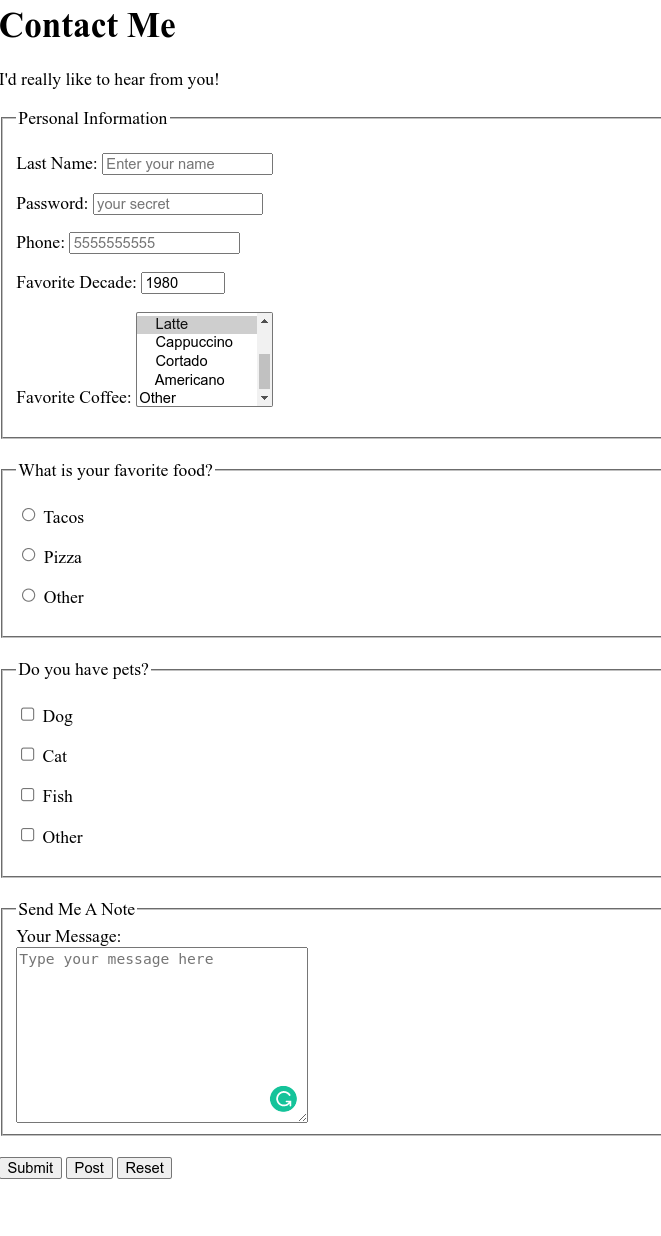 Contact Me
I'd really like to hear from you!
Personal Information
Last Name: Enter your name
Password: your secret
Phone: 5555555555
Favorite Decade: 1980
Latte
Cappuccino
Cortado
Americano
Favorite Coffee: Other
What is your favorite food?
Tacos
Pizza
Other
Do you have pets?
Dog
Cat
Fish
Other
Send Me A Note
Your Message:
Type your message here
Submit Post Reset